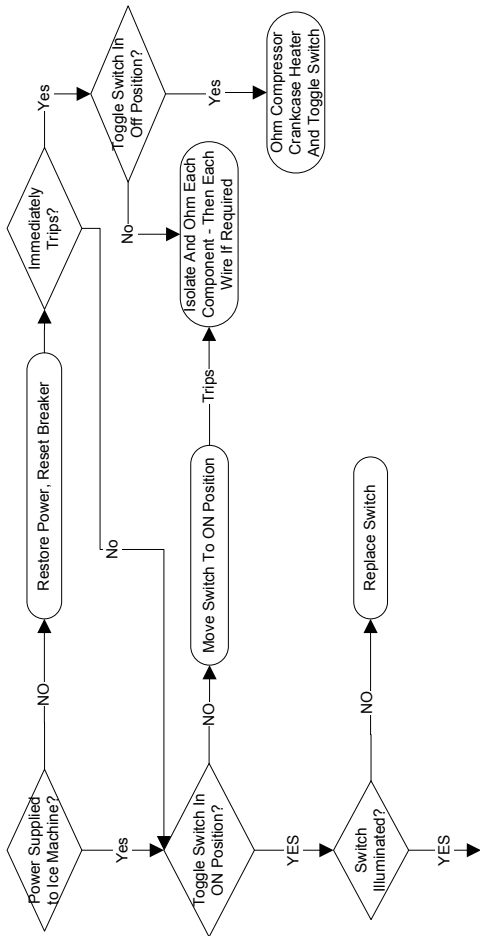 Power Supplied
to Ice Machine?
NO
Restore Power, Reset Breaker
Immediately
Trips?
Yes
Toggle Switch In
Off Position?
Yes
Ohm Compressor
Crankcase Heater
And Toggle Switch
No
Isolate And Ohm Each
Component - Then Each
Wire If Required
No
Yes
Toggle Switch In
ON Position?
NO
Move Switch To ON Position
Trips
YES
Switch
Illuminated?
NO
Replace Switch
YES